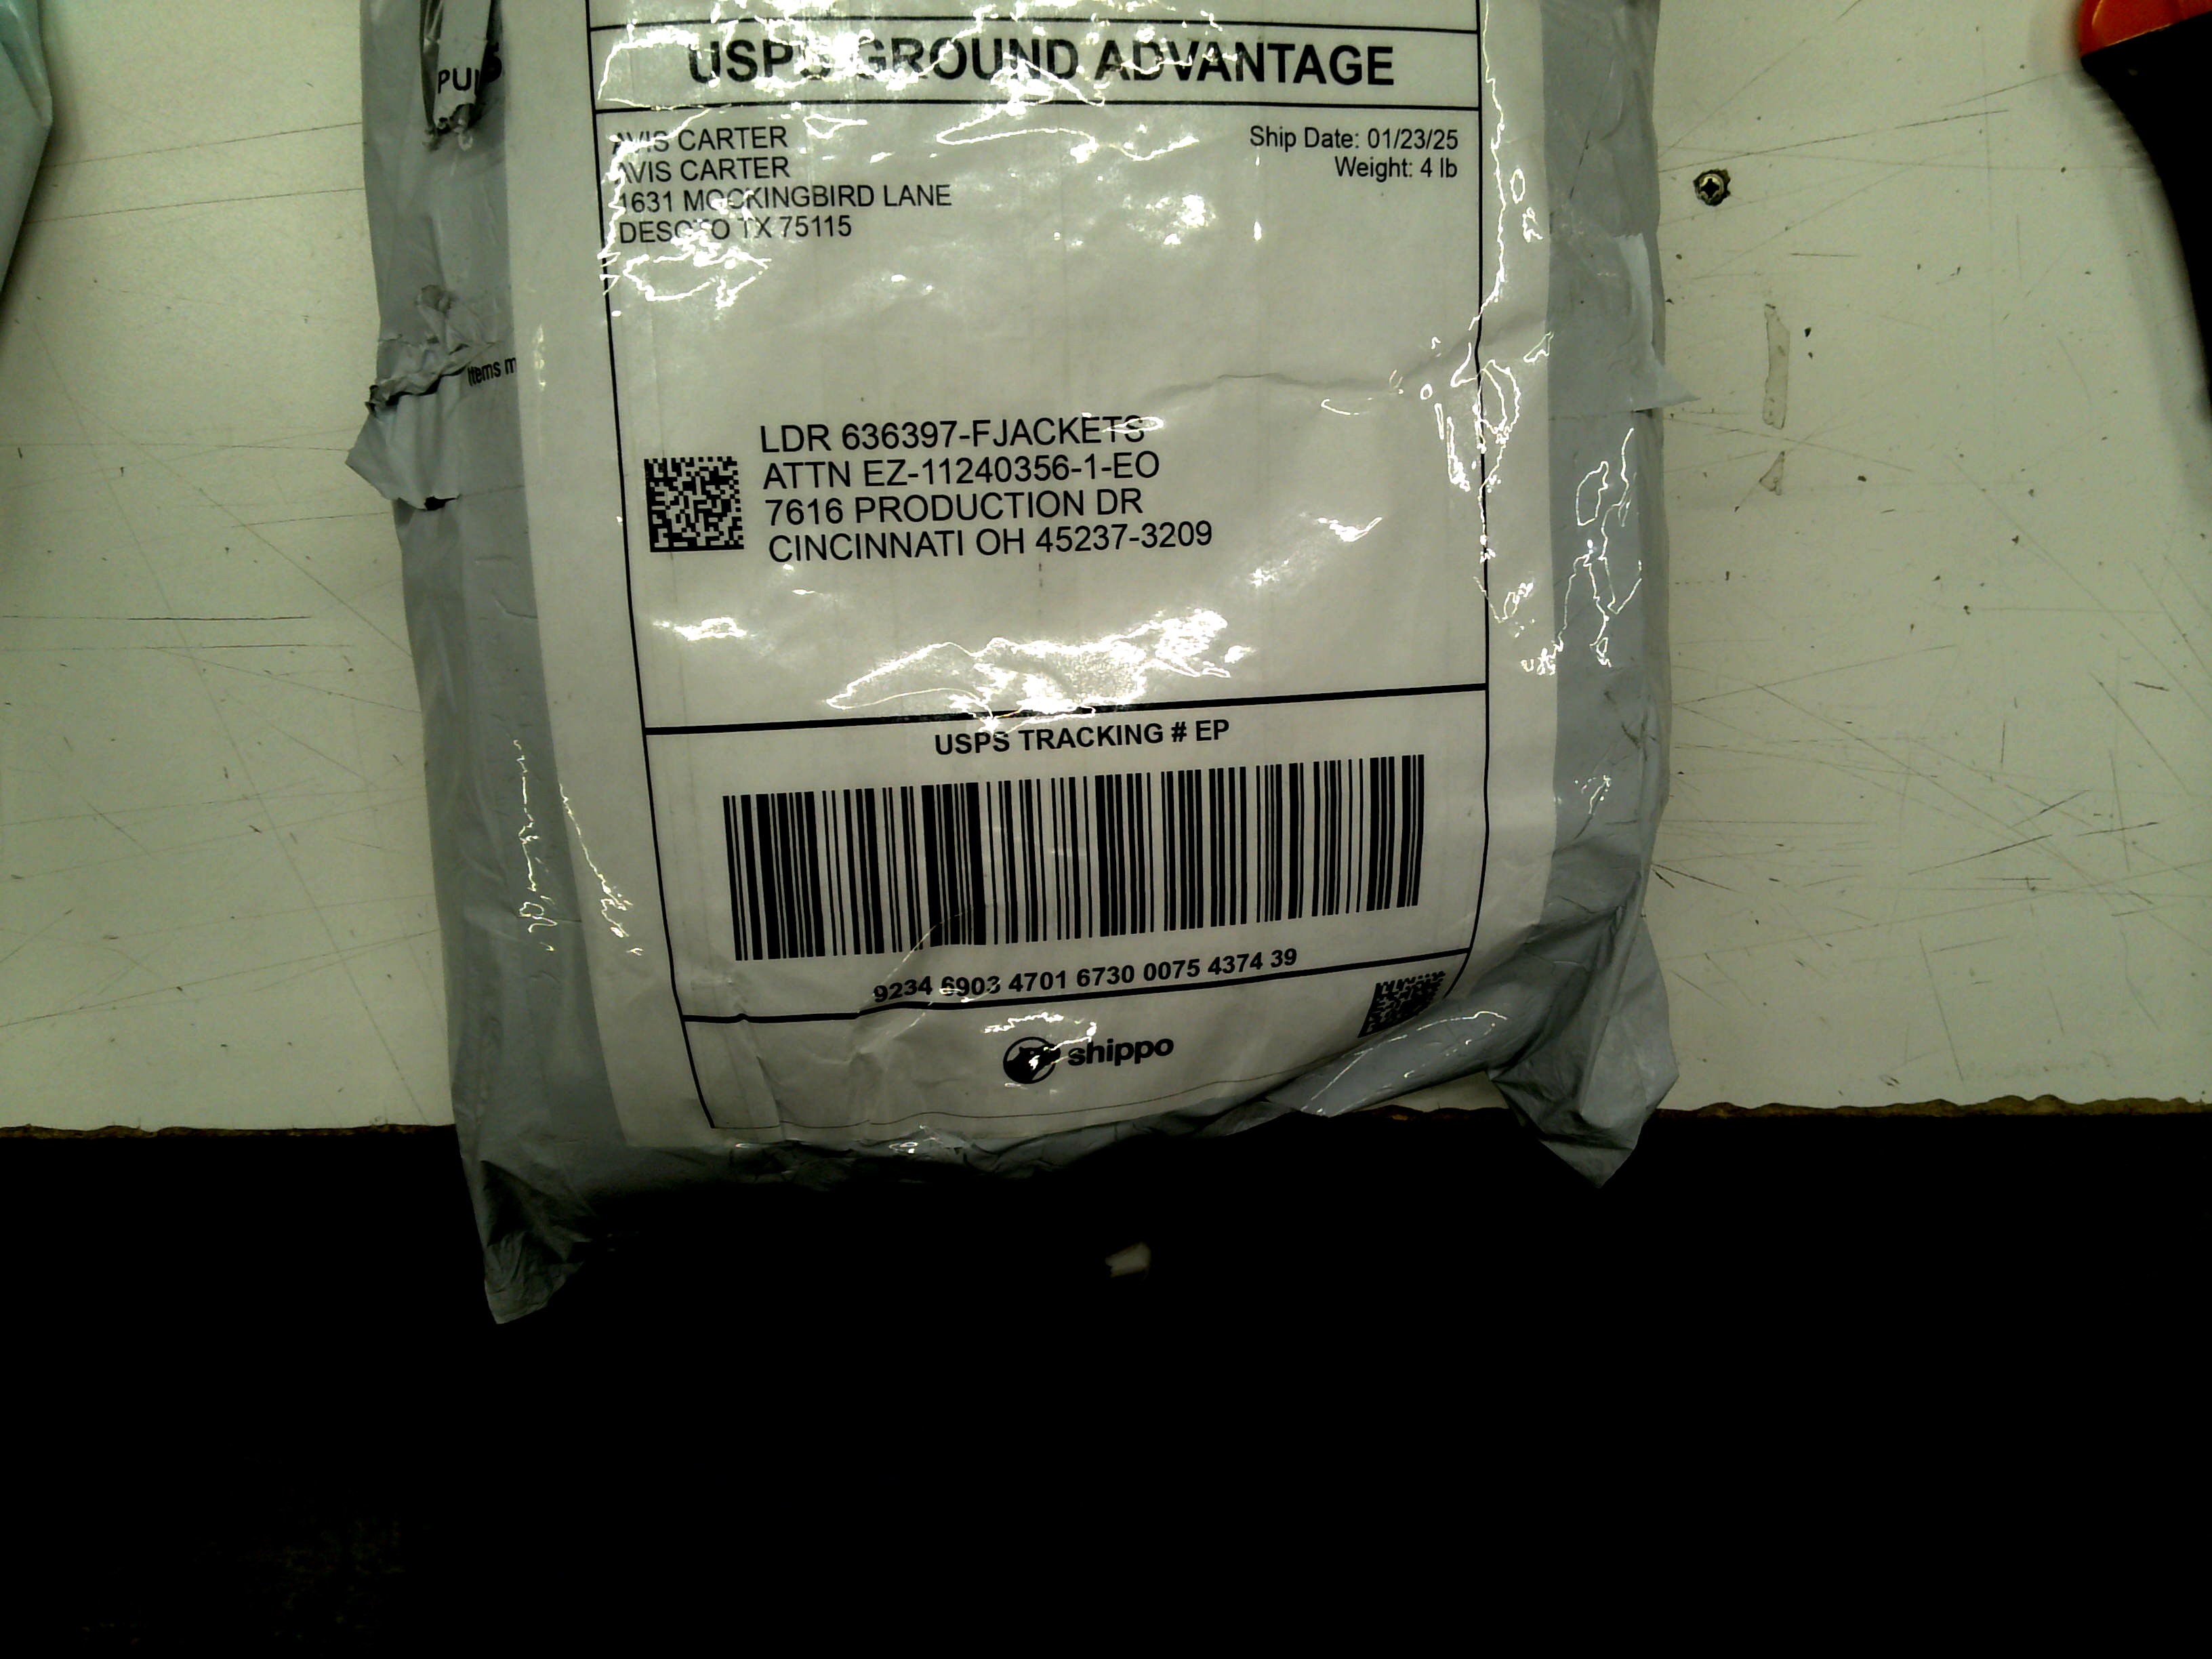 USPS GROUND ADVANTAGE
AVIS CARTER
AVIS CARTER
1631 MOCKINGBIRD LANE
DESOTO TX 75115
Ship Date: 01/23/25
Weight: 4 lb
Items
LDR 636397-FJACKETS
ATTN EZ-11240356-1-EO
7616 PRODUCTION DR
CINCINNATI OH 45237-3209
USPS TRACKING # EP
9234 6903 4701 6730 0075 4374 39
shippo